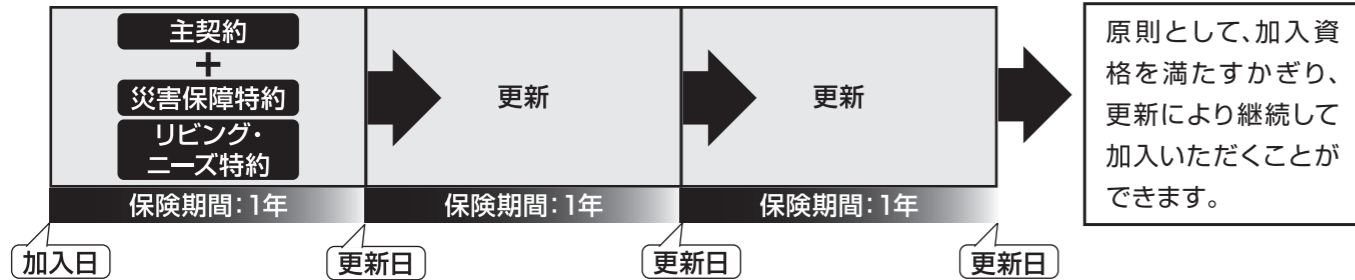 主契約
+
災害保障特約
リビング・
ニーズ特約
更新
更新
保険期間:1年
保険期間:1年
保険期間:1年
加入日
更新日
更新日
更新日
原則として、加入資
格を満たすかぎり、
更新により継続して
加入いただくことが
できます。